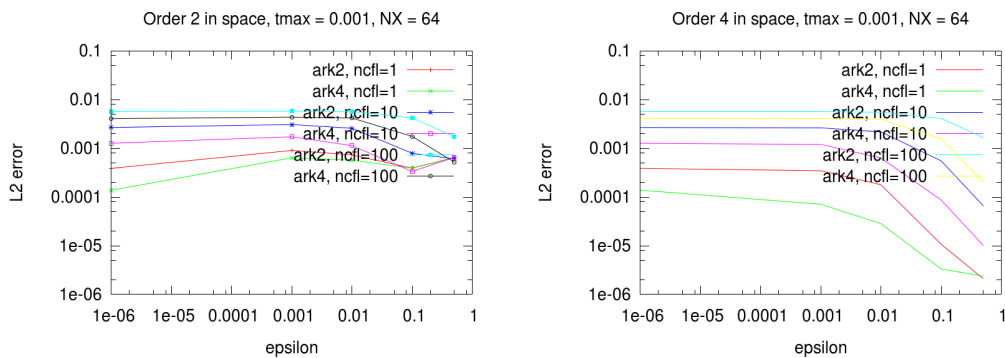 Order 2 in space, tmax = 0.001, NX = 64
0.1
0.01
0.001
0.0001
1e-05
1e-06
L2 error
ark2, ncfl=1
ark4, ncfl=1
ark2, ncfl=10
ark4, ncfl=10
ark2, ncfl=100
ark4, ncfl=100
1e-06 1e-05 0.0001 0.001 0.01 0.1 1
epsilon
Order 4 in space, tmax = 0.001, NX = 64
0.1
0.01
0.001
0.0001
1e-05
1e-06
L2 error
ark2, ncfl=1
ark4, ncfl=1
ark2, ncfl=10
ark4, ncfl=10
ark2, ncfl=100
ark4, ncfl=100
1e-06 1e-05 0.0001 0.001 0.01 0.1 1
epsilon